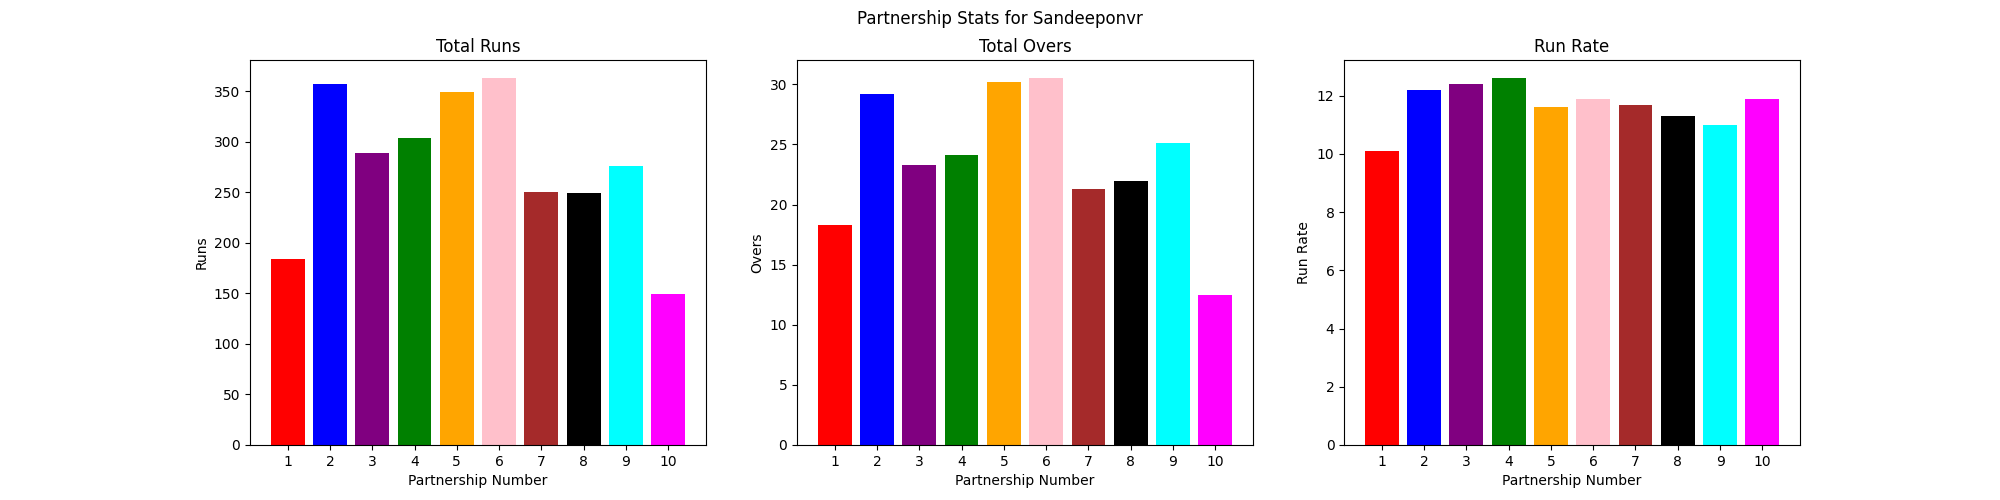 Partnership Stats for Sandeeponvr
Total Runs
Runs
350
300
250
200
150
100
50
0
1 2 3 4 5 6 7 8 9 10
Partnership Number
Total Overs
Overs
30
25
20
15
10
5
0
1 2 3 4 5 6 7 8 9 10
Partnership Number
Run Rate
Run Rate
12
10
8
6
4
2
0
1 2 3 4 5 6 7 8 9 10
Partnership Number